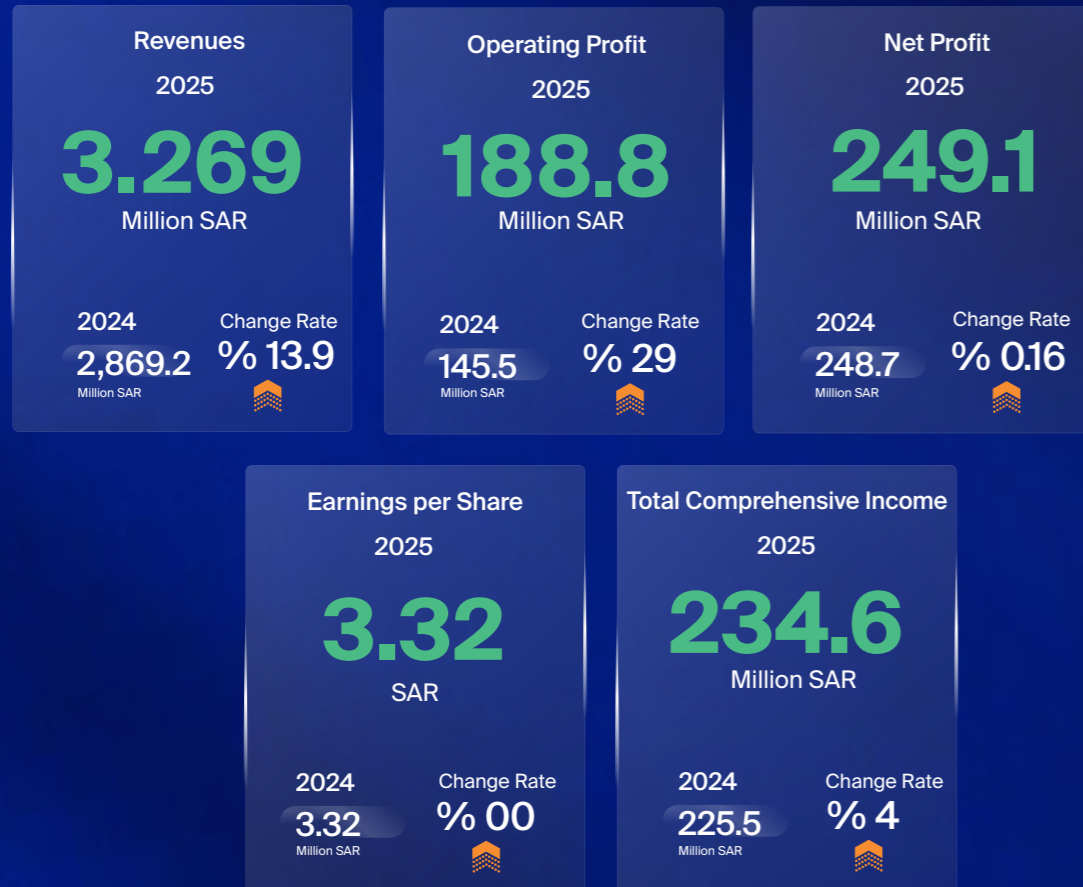 Revenues
2025
3.269
Million SAR
2024
2,869.2
Million SAR
Change Rate
% 13.9
Operating Profit
2025
188.8
Million SAR
2024
145.5
Million SAR
Change Rate
% 29
Net Profit
2025
249.1
Million SAR
2024
248.7
Million SAR
Change Rate
% 0.16
Earnings per Share
2025
3.32
SAR
2024
3.32
Million SAR
Change Rate
% 00
Total Comprehensive Income
2025
234.6
Million SAR
2024
225.5
Million SAR
Change Rate
% 4